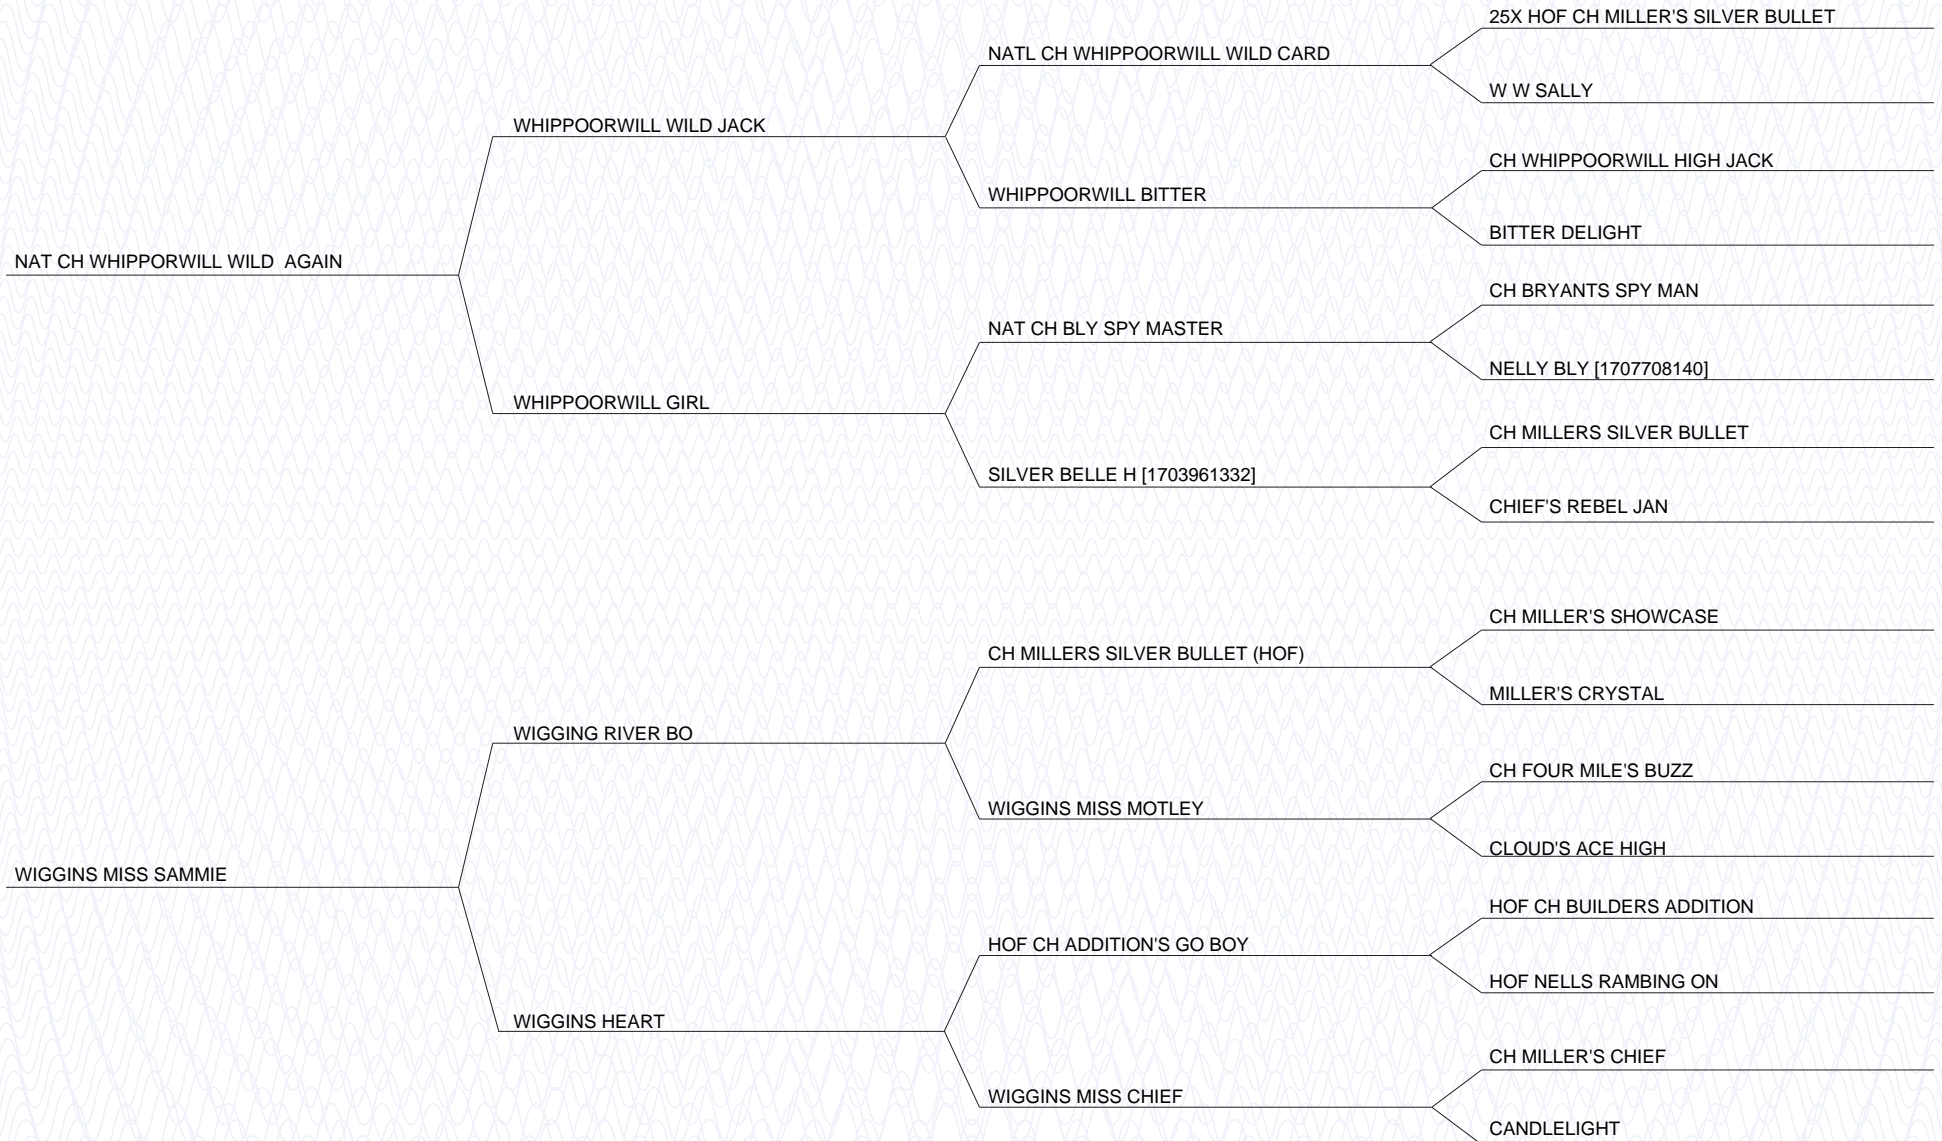 25X HOF CH MILLER'S SILVER BULLET
NATL CH WHIPPOORWILL WILD CARD
W W SALLY
WHIPPOORWILL WILD JACK
CH WHIPPOORWILL HIGH JACK
WHIPPOORWILL BITTER
BITTER DELIGHT
NAT CH WHIPPORWILL WILD  AGAIN
CH BRYANTS SPY MAN
NAT CH BLY SPY MASTER
NELLY BLY [1707708140]
WHIPPOORWILL GIRL
CH MILLERS SILVER BULLET
SILVER BELLE H [1703961332]
CHIEF'S REBEL JAN
CH MILLER'S SHOWCASE
CH MILLERS SILVER BULLET (HOF)
MILLER'S CRYSTAL
WIGGING RIVER BO
CH FOUR MILE'S BUZZ
WIGGINS MISS MOTLEY
CLOUD'S ACE HIGH
WIGGINS MISS SAMMIE
HOF CH BUILDERS ADDITION
HOF CH ADDITION'S GO BOY
HOF NELLS RAMBING ON
WIGGINS HEART
CH MILLER'S CHIEF
WIGGINS MISS CHIEF
CANDLELIGHT